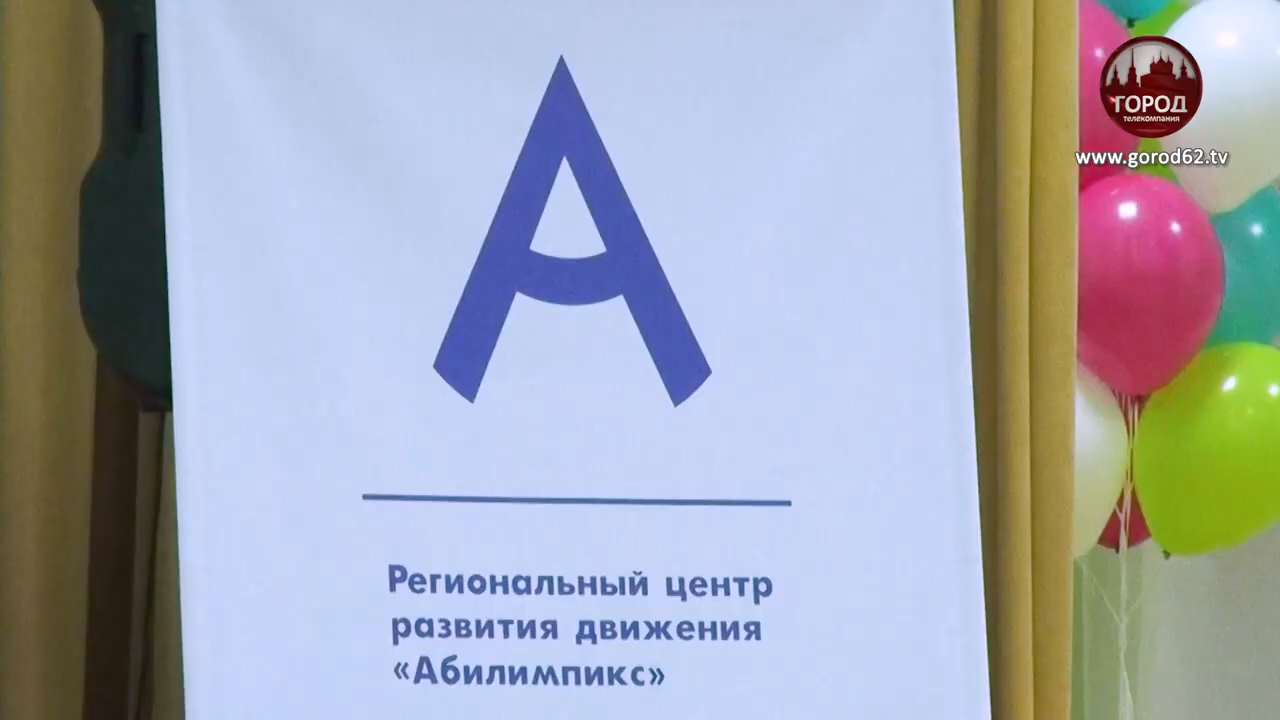 ГОРОД
телекомпания
www.gorod62.tv
А
Региональный центр
развития движения
«Абилимпикс»